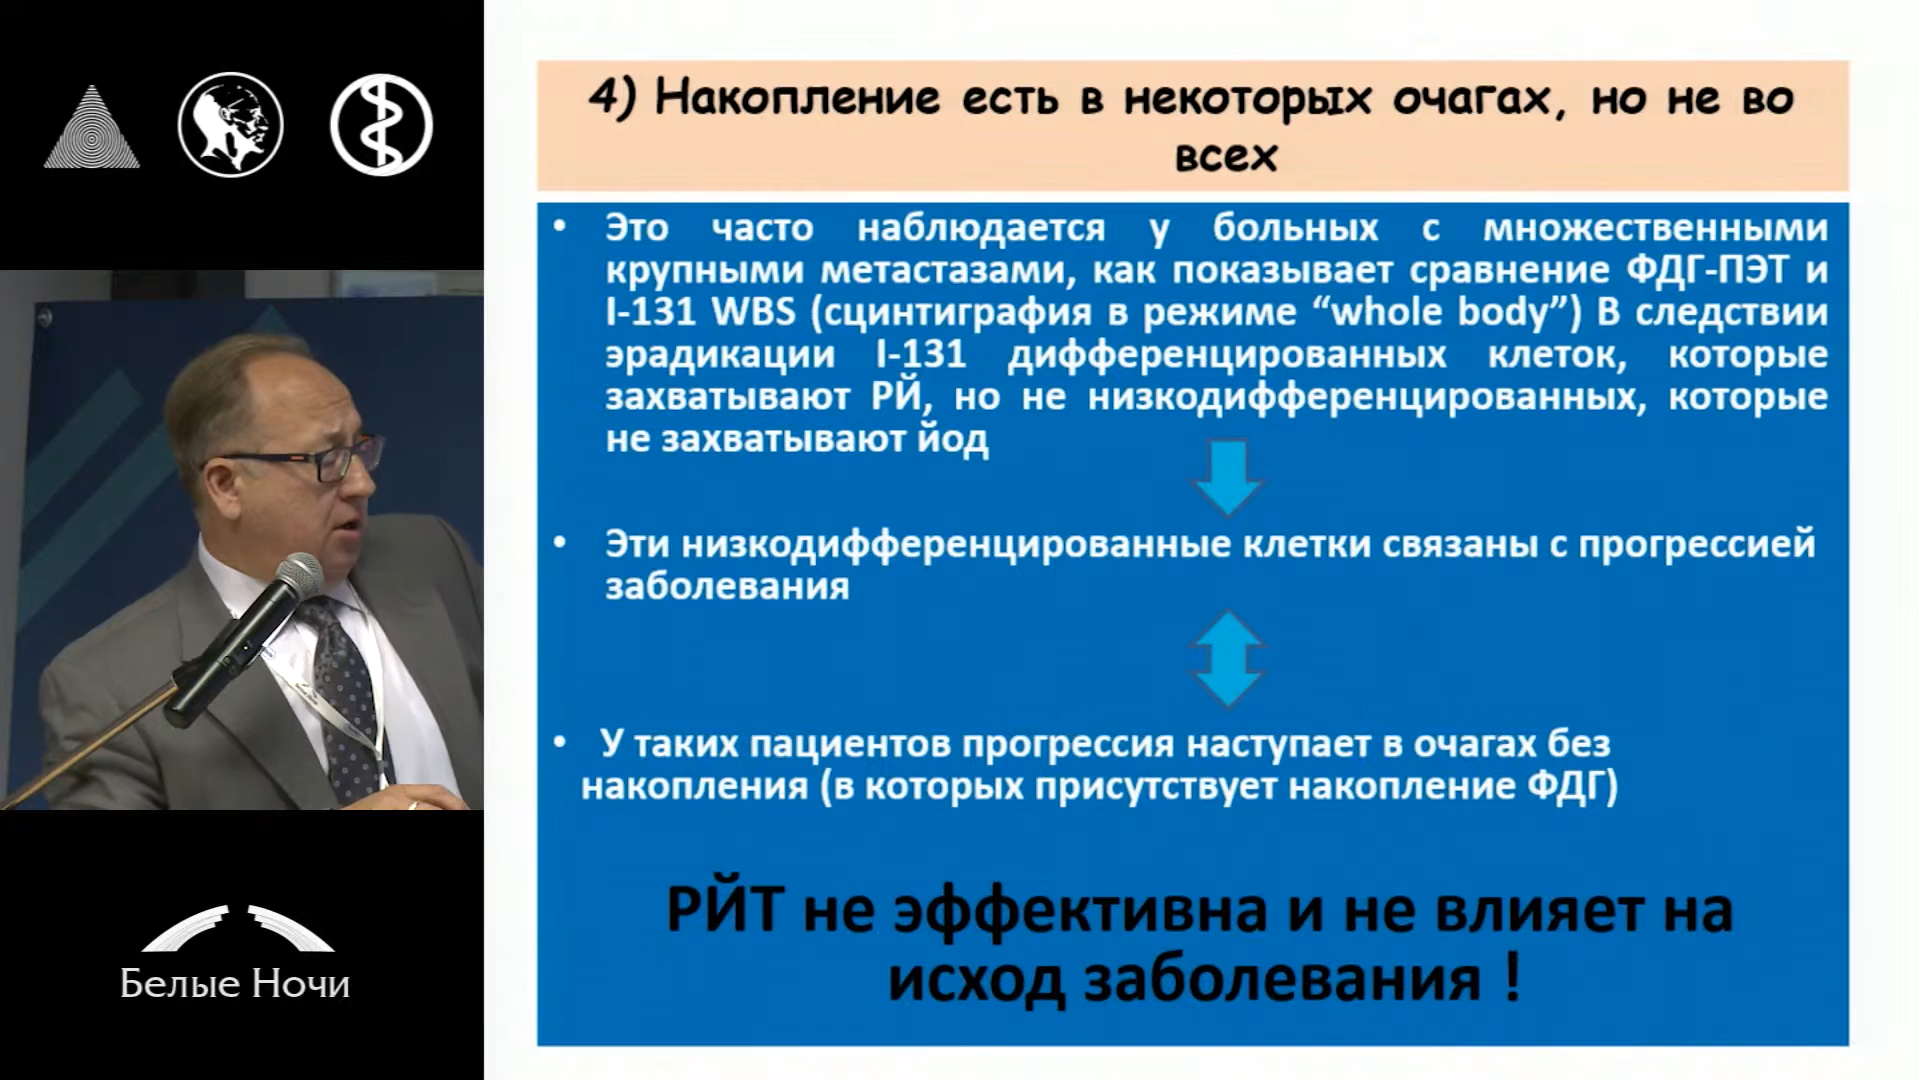 4) Накопление есть в некоторых очагах, но не во
всех
• Это часто наблюдается у больных с множественными
крупными метастазами, как показывает сравнение ФДГ-ПЭТ и
I-131 WBS (сцинтиграфия в режиме “whole body”) В следствии
эрадикации I-131 дифференцированных клеток, которые
захватывают РЙ, но не низкодифференцированных, которые
не захватывают йод
• Эти низкодифференцированные клетки связаны с прогрессией
заболевания
• У таких пациентов прогрессия наступает в очагах без
накопления (в которых присутствует накопление ФДГ)
РЙТ не эффективна и не влияет на
исход заболевания !
Белые Ночи